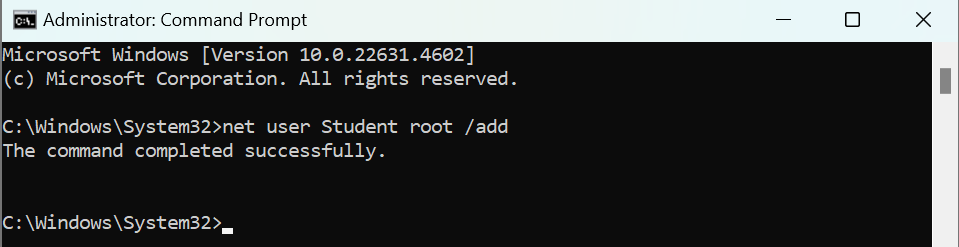 Administrator: Command Prompt
Microsoft Windows [Version 10.0.22631.4602]
(c) Microsoft Corporation. All rights reserved.
C:\Windows\System32>net user Student root /add
The command completed successfully.
C:\Windows\System32>